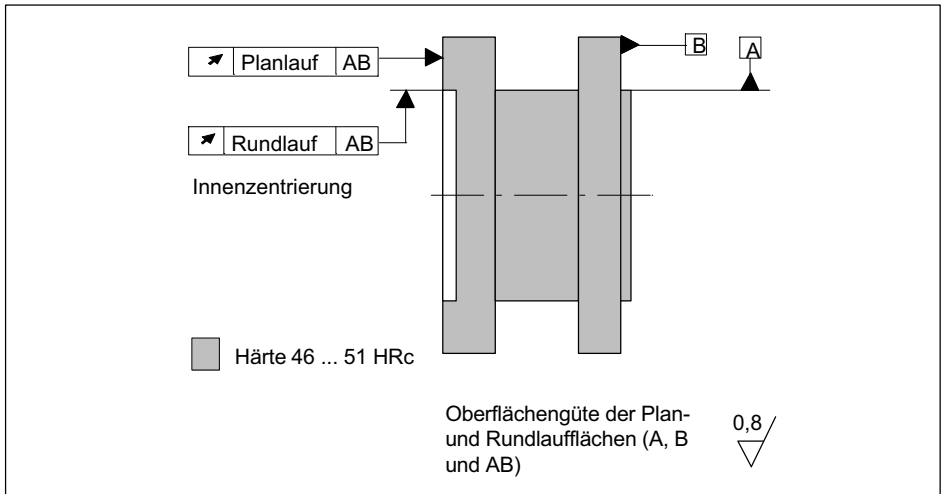 Planlauf AB
B
A
Rundlauf AB
Innenzentrierung
Härte 46 ... 51 HRc
Oberflächengüte der Plan-
und Rundlaufflächen (A, B
und AB)
0,8